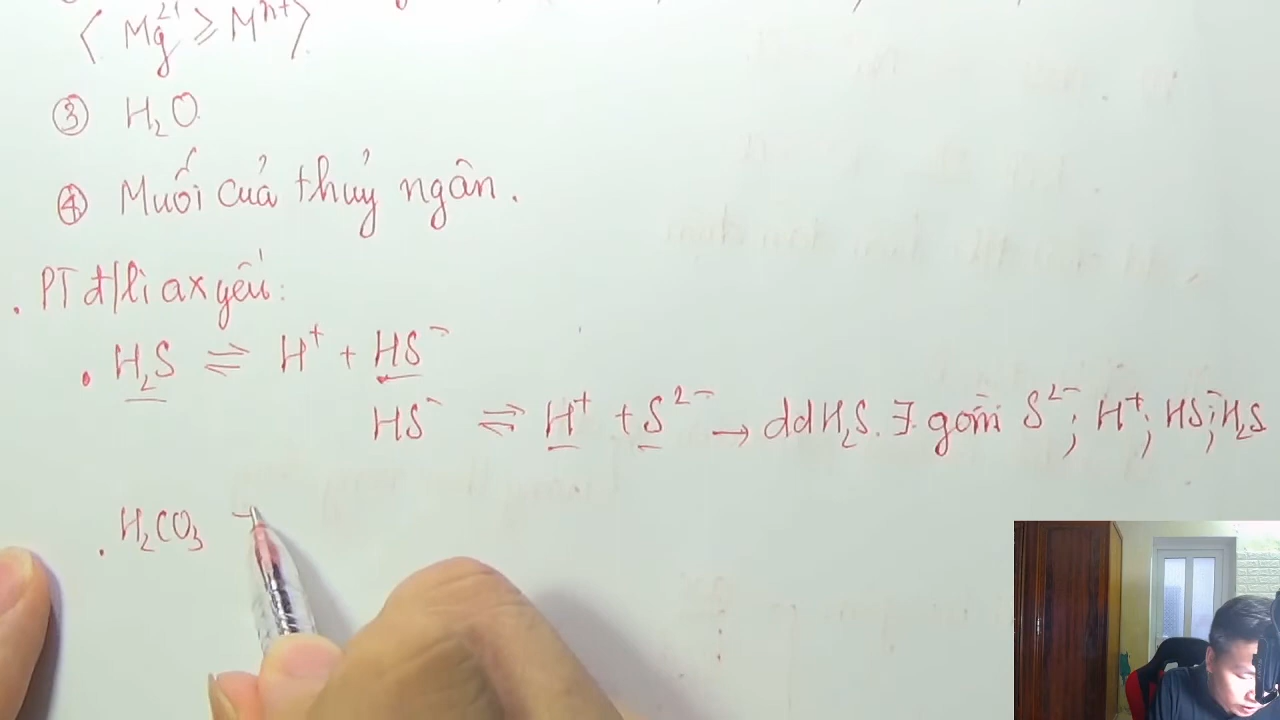 ⟨ Mg²⁺ ≥ Mⁿ⁺ ⟩
③ H₂O
④ Muối của thủy ngân.
. PT đ/li ax yếu:
. H₂S ⇌ H⁺ + HS⁻
HS⁻ ⇌ H⁺ + S²⁻ → dd H₂S. ∃. gồm S²⁻; H⁺; HS⁻; H₂S
. H₂CO₃